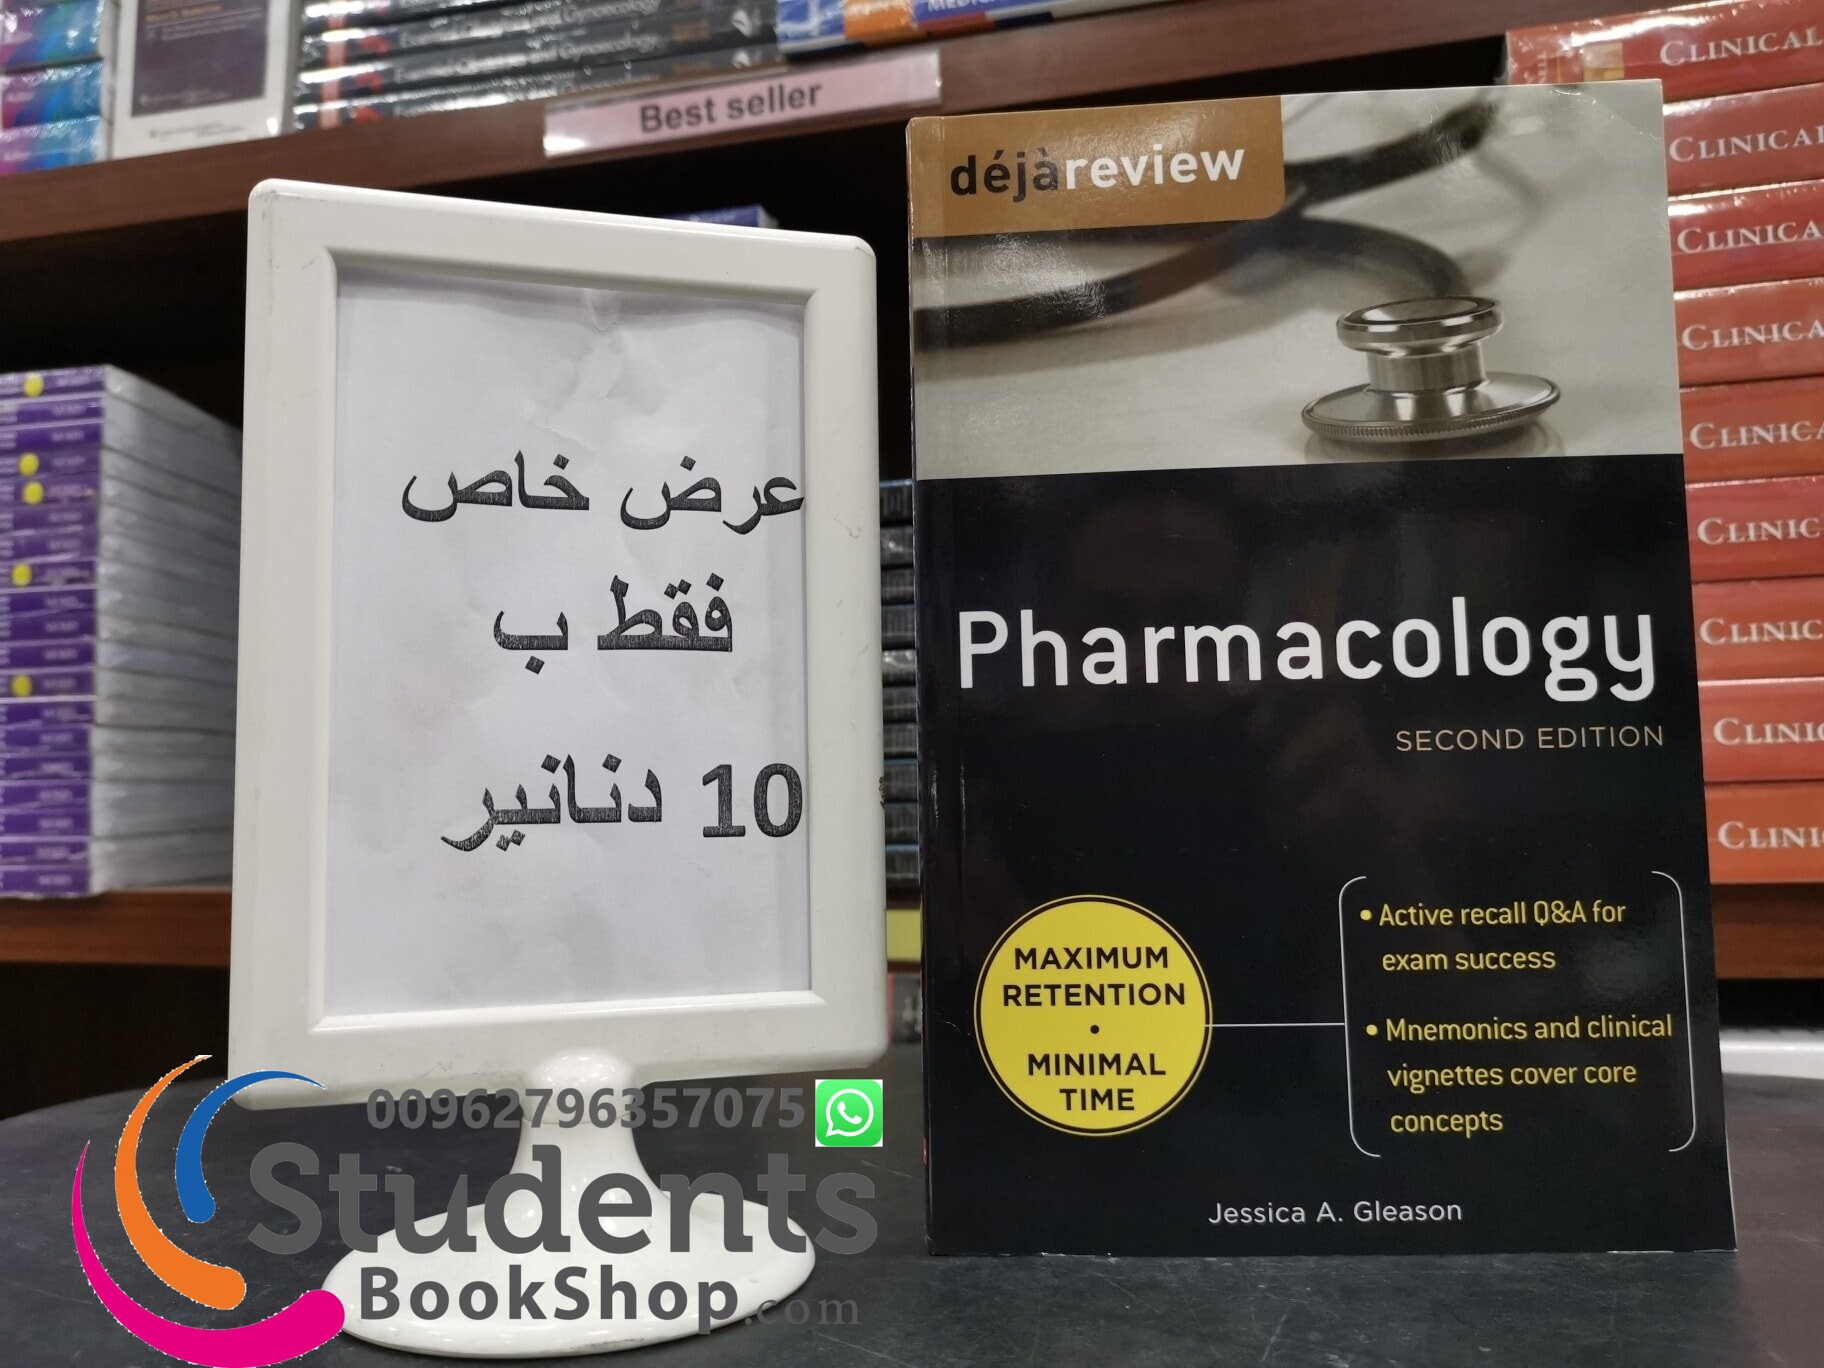 Best seller
عرض خاص
فقط ب
10 دنانير
déjàreview
Pharmacology
SECOND EDITION
MAXIMUM
RETENTION
•
MINIMAL
TIME
• Active recall Q&A for
exam success
• Mnemonics and clinical
vignettes cover core
concepts
Jessica A. Gleason
00962796357075
Students
BookShop.com
CLINICAL
CLINICAL
CLINICA
CLINICA
CLINICA
CLINIC
CLINIC
CLINIC
CLINI